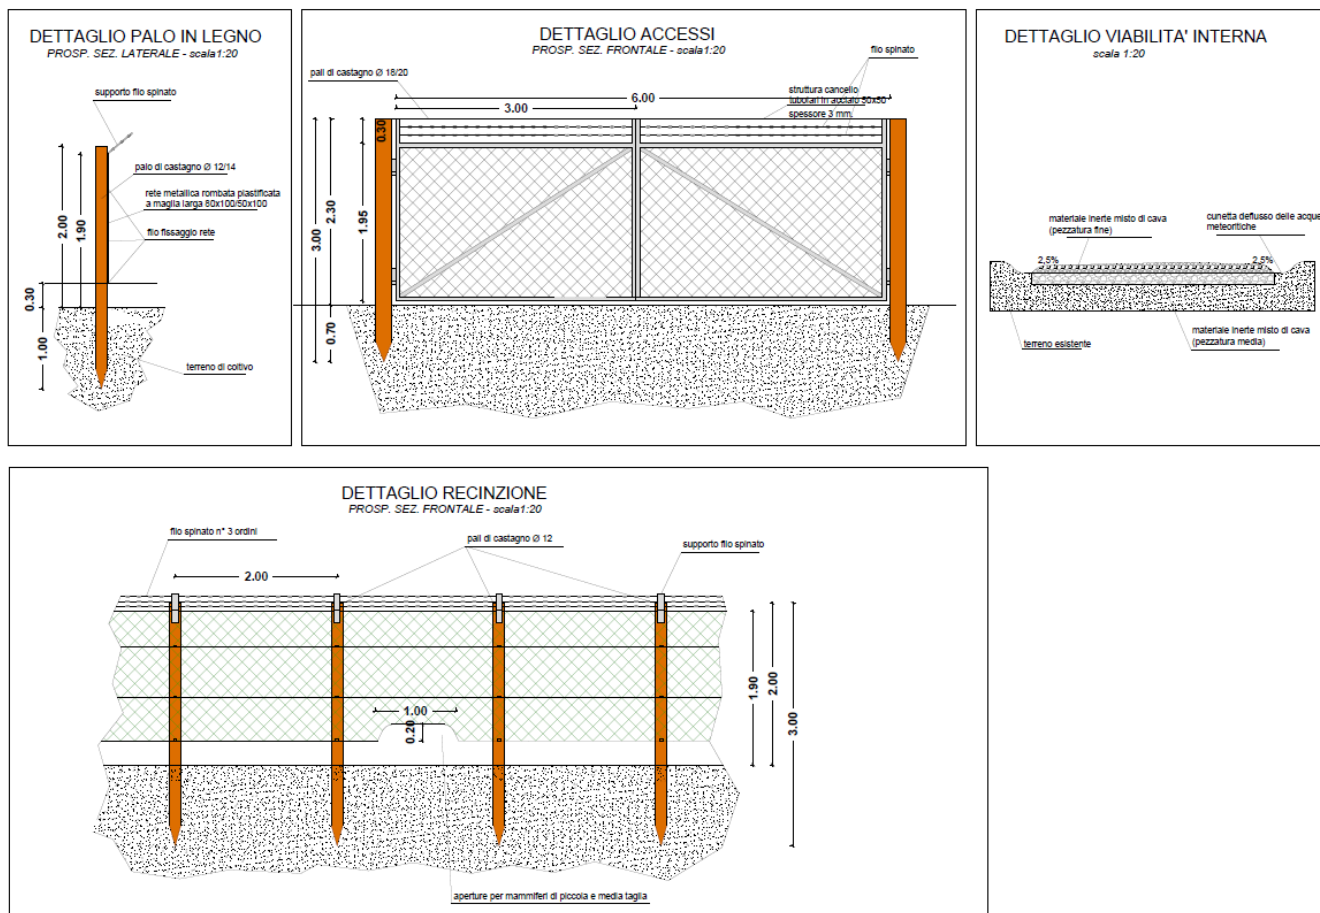 DETTAGLIO PALO IN LEGNO
PROSP. SEZ. LATERALE - scala1:20
supporto filo spinato
palo di castagno Ø 12/14
rete metallica rombata plastificata
a maglia larga 80x100/50x100
filo fissaggio rete
2.00
1.90
0.30
1.00
terreno di coltivo
DETTAGLIO ACCESSI
PROSP. SEZ. FRONTALE - scala1:20
pali di castagno Ø 18/20
filo spinato
6.00
3.00
struttura cancello
tubolari in acciaio 50x50
spessore 3 mm.
0.30
3.00
2.30
1.95
0.70
DETTAGLIO VIABILITA' INTERNA
scala 1:20
materiale inerte misto di cava
(pezzatura fine)
cunetta deflusso delle acque
meteoritiche
2,5%
2,5%
terreno esistente
materiale inerte misto di cava
(pezzatura media)
DETTAGLIO RECINZIONE
PROSP. SEZ. FRONTALE - scala1:20
filo spinato n° 3 ordini
pali di castagno Ø 12
supporto filo spinato
2.00
1.00
0.20
1.90
2.00
3.00
aperture per mammiferi di piccola e media taglia